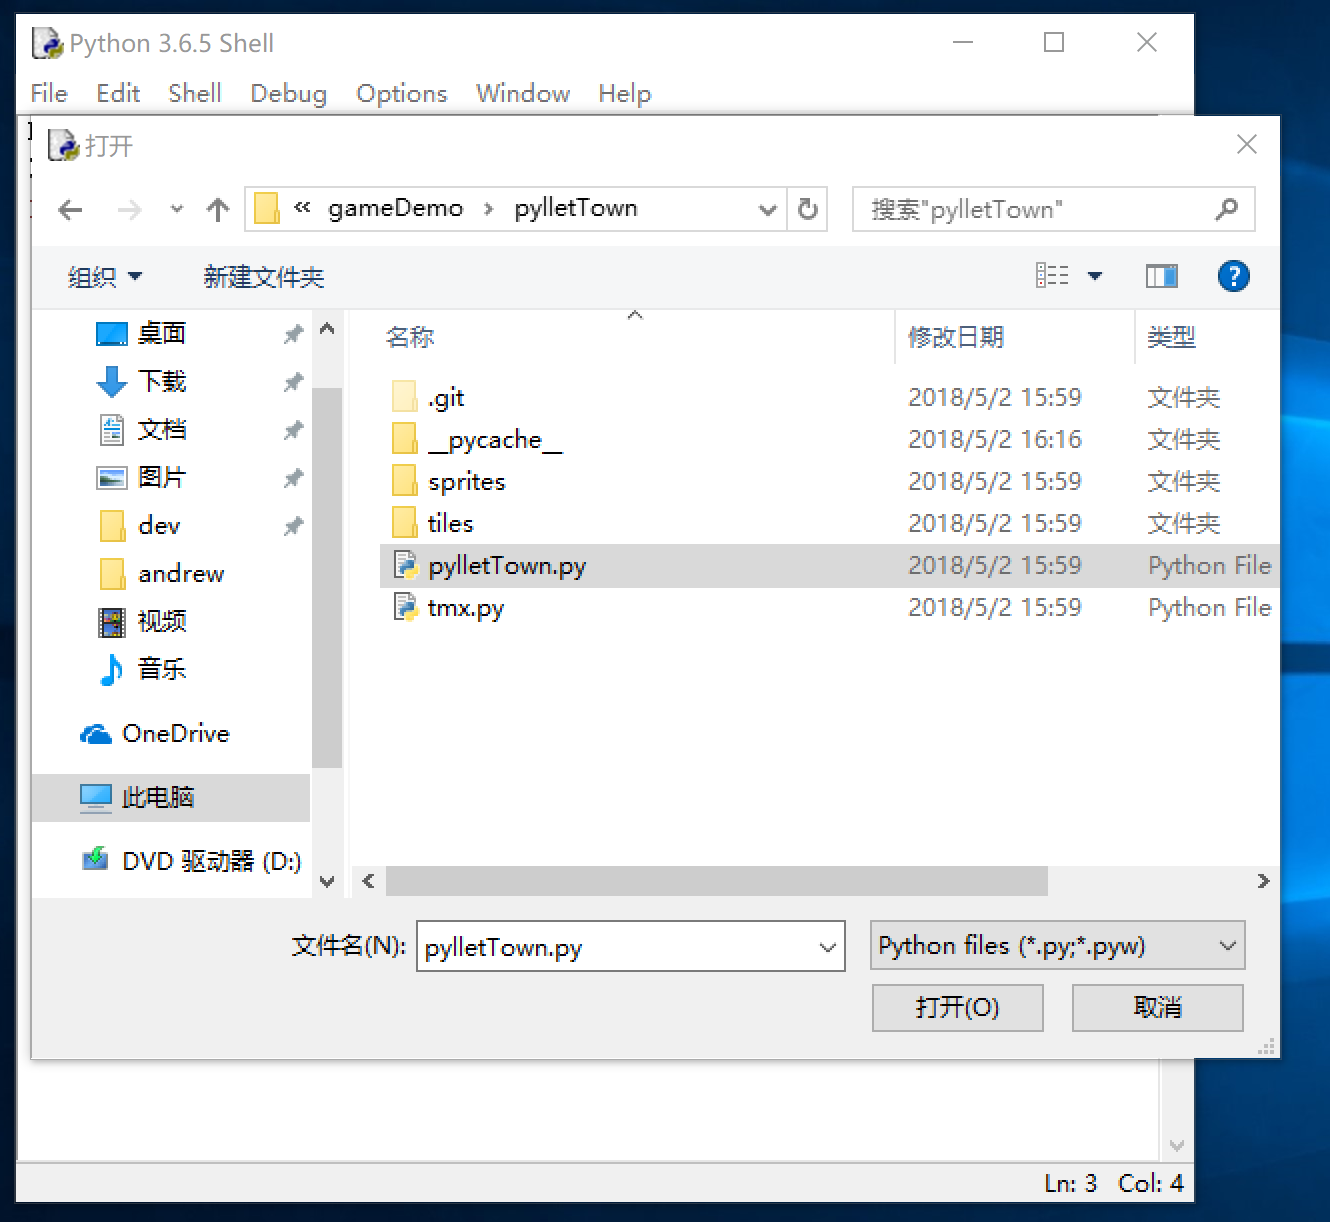 Python 3.6.5 Shell
File Edit Shell Debug Options Window Help
打开
« gameDemo › pylletTown
搜索"pylletTown"
组织 新建文件夹
名称 修改日期 类型
桌面
下载
文档
图片
dev
andrew
视频
音乐
OneDrive
此电脑
DVD 驱动器 (D:)
.git 2018/5/2 15:59 文件夹
__pycache__ 2018/5/2 16:16 文件夹
sprites 2018/5/2 15:59 文件夹
tiles 2018/5/2 15:59 文件夹
pylletTown.py 2018/5/2 15:59 Python File
tmx.py 2018/5/2 15:59 Python File
文件名(N): pylletTown.py Python files (*.py;*.pyw)
打开(O) 取消
Ln: 3 Col: 4